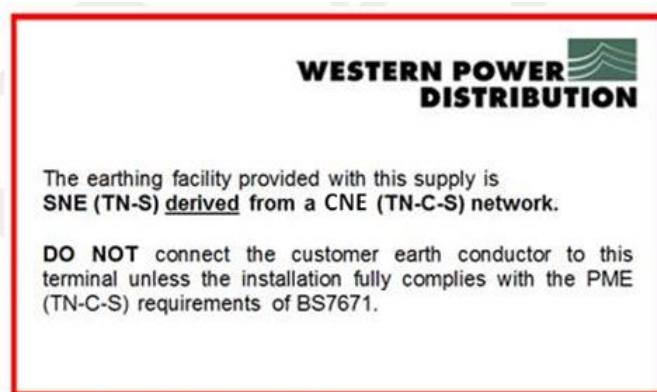 WESTERN POWER
DISTRIBUTION
The earthing facility provided with this supply is
SNE (TN-S) derived from a CNE (TN-C-S) network.
DO NOT connect the customer earth conductor to this
terminal unless the installation fully complies with the PME
(TN-C-S) requirements of BS7671.